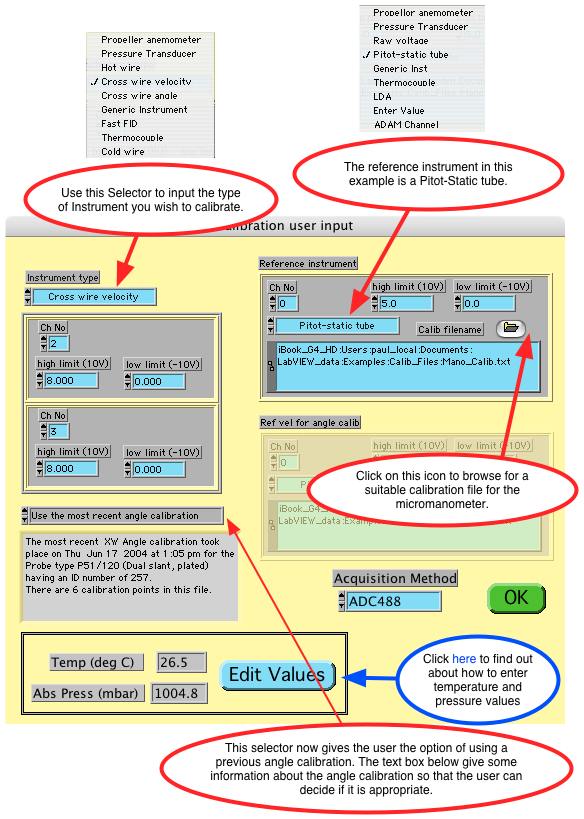 Propellor anemometer
Pressure Transducer
Hot wire
✓ Cross wire velocity
Cross wire angle
Generic Instrument
Fast FID
Thermocouple
Cold wire
Propellor anemometer
Pressure Transducer
Raw voltage
✓ Pitot-static tube
Generic Inst
Thermocouple
LDA
Enter Value
ADAM Channel
Use this Selector to input the type
of Instrument you wish to calibrate.
The reference instrument in this
example is a Pitot-Static tube.
bration user input
Instrument type
Cross wire velocity
Ch No
2
high limit (10V) low limit (-10V)
8.000 0.000
Ch No
3
high limit (10V) low limit (-10V)
8.000 0.000
Use the most recent angle calibration
The most recent XW Angle calibration took
place on Thu Jun 17 2004 at 1:05 pm for the
Probe type P51/120 (Dual slant, plated)
having an ID number of 257.
There are 6 calibration points in this file.
Reference instrument
Ch No high limit (10V) low limit (-10V)
0 5.0 0.0
Pitot-static tube Calib filename
iBook_G4_HD:Users:paul_local:Documents:
LabVIEW_data:Examples:Calib_Files:Mano_Calib.txt
Ref vel for angle calib
Ch No high limit (10V) low limit (-10V)
0
P
iBook_G4_
LabVIEW_data:Exam
Click on this icon to browse for a
suitable calibration file for the
micromanometer.
Acquisition Method
ADC488
OK
Temp (deg C) 26.5
Abs Press (mbar) 1004.8
Edit Values
Click here to find out
about how to enter
temperature and
pressure values
This selector now gives the user the option of using a
previous angle calibration. The text box below give some
information about the angle calibration so that the user can
decide if it is appropriate.